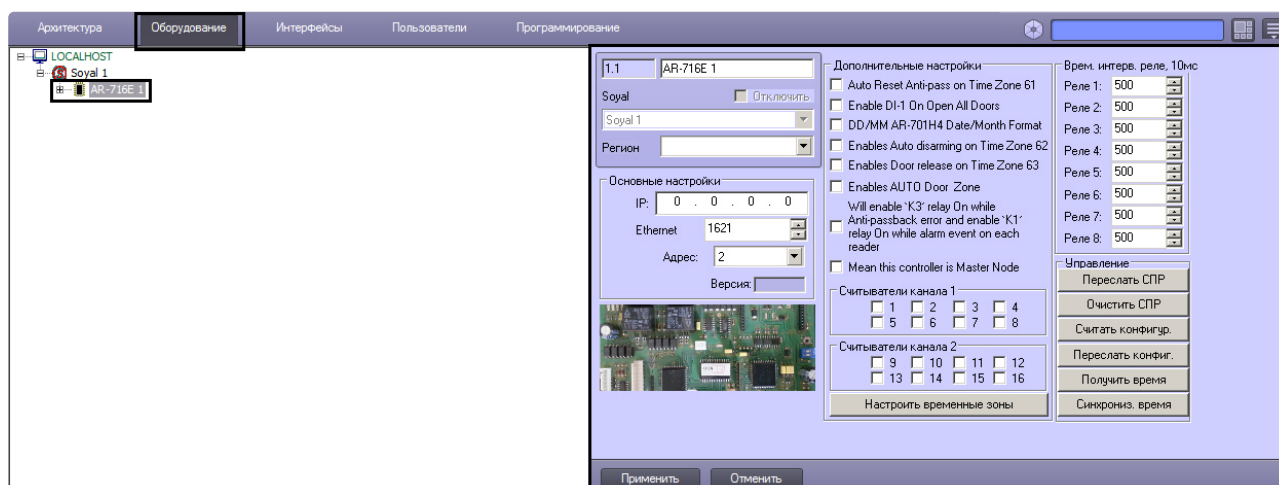 Архитектура Оборудование Интерфейсы Пользователи Программирование
LOCALHOST
Soyal 1
AR-716E 1
1.1 AR-716E 1
Soyal Отключить
Soyal 1
Регион
Основные настройки
IP: 0 . 0 . 0 . 0
Ethernet 1621
Адрес: 2
Версия:
Дополнительные настройки
Auto Reset Anti-pass on Time Zone 61
Enable DI-1 On Open All Doors
DD/MM AR-701H4 Date/Month Format
Enables Auto disarming on Time Zone 62
Enables Door release on Time Zone 63
Enables AUTO Door Zone
Will enable `K3´ relay On while
Anti-passback error and enable `K1´
relay On while alarm event on each
reader
Mean this controller is Master Node
Считыватели канала 1
1 2 3 4
5 6 7 8
Считыватели канала 2
9 10 11 12
13 14 15 16
Настроить временные зоны
Врем. интерв. реле, 10мс
Реле 1: 500
Реле 2: 500
Реле 3: 500
Реле 4: 500
Реле 5: 500
Реле 6: 500
Реле 7: 500
Реле 8: 500
Управление
Переслать СПР
Очистить СПР
Считать конфигур.
Переслать конфиг.
Получить время
Синхрониз. время
Применить Отменить